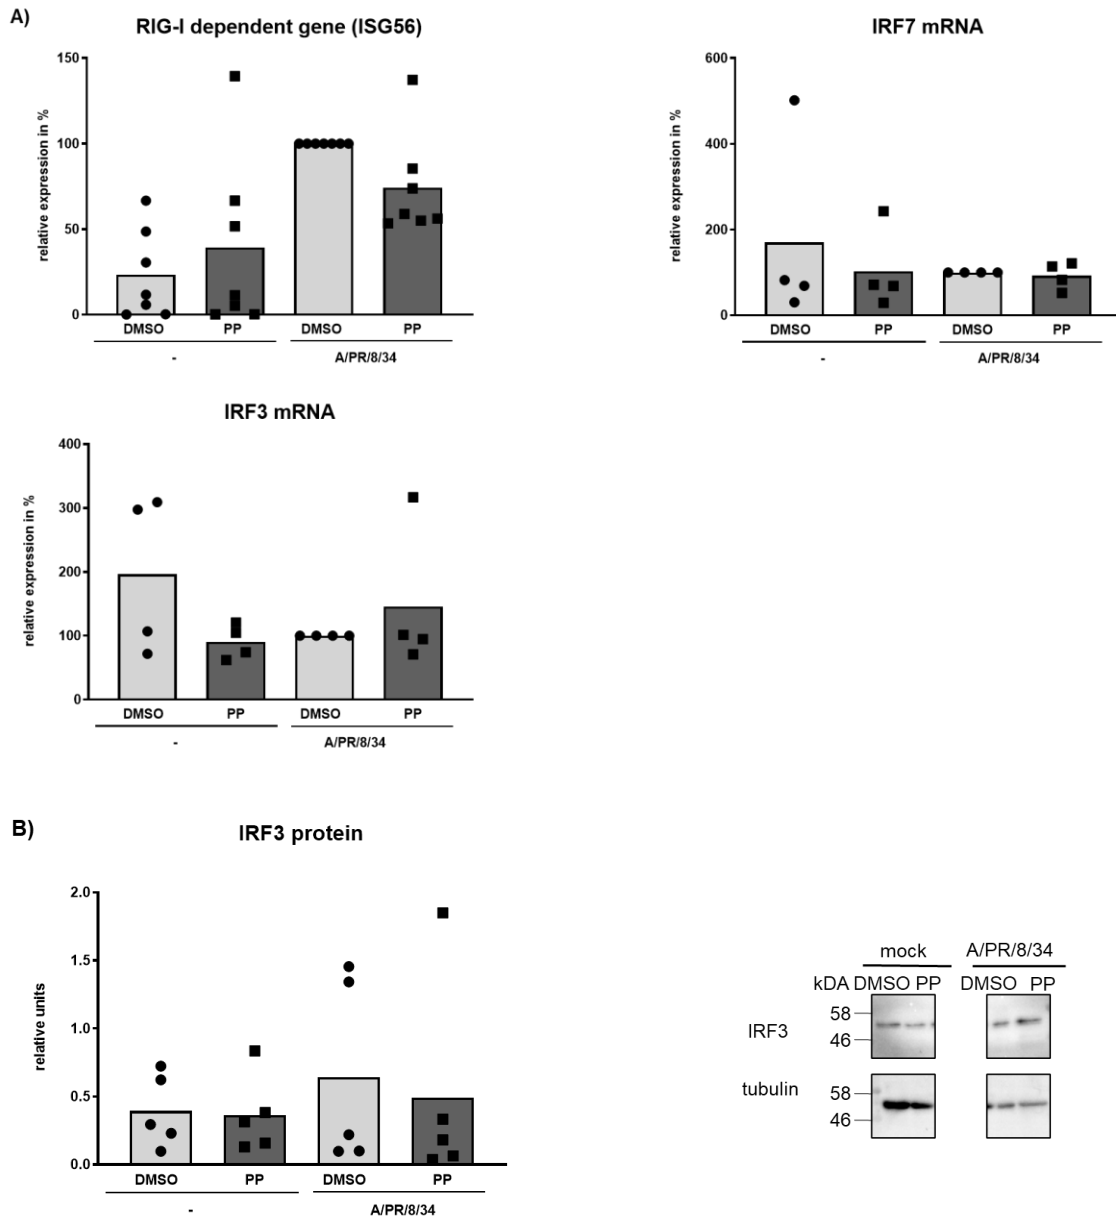 A)
RIG-I dependent gene (ISG56)
relative expression in %
150
100
50
0
DMSO PP DMSO PP
- A/PR/8/34
IRF7 mRNA
relative expression in %
600
400
200
0
DMSO PP DMSO PP
- A/PR/8/34
IRF3 mRNA
relative expression in %
400
300
200
100
0
DMSO PP DMSO PP
- A/PR/8/34
B)
IRF3 protein
relative units
2.0
1.5
1.0
0.5
0.0
DMSO PP DMSO PP
- A/PR/8/34
mock A/PR/8/34
kDA DMSO PP DMSO PP
58
IRF3
46
58
tubulin
46